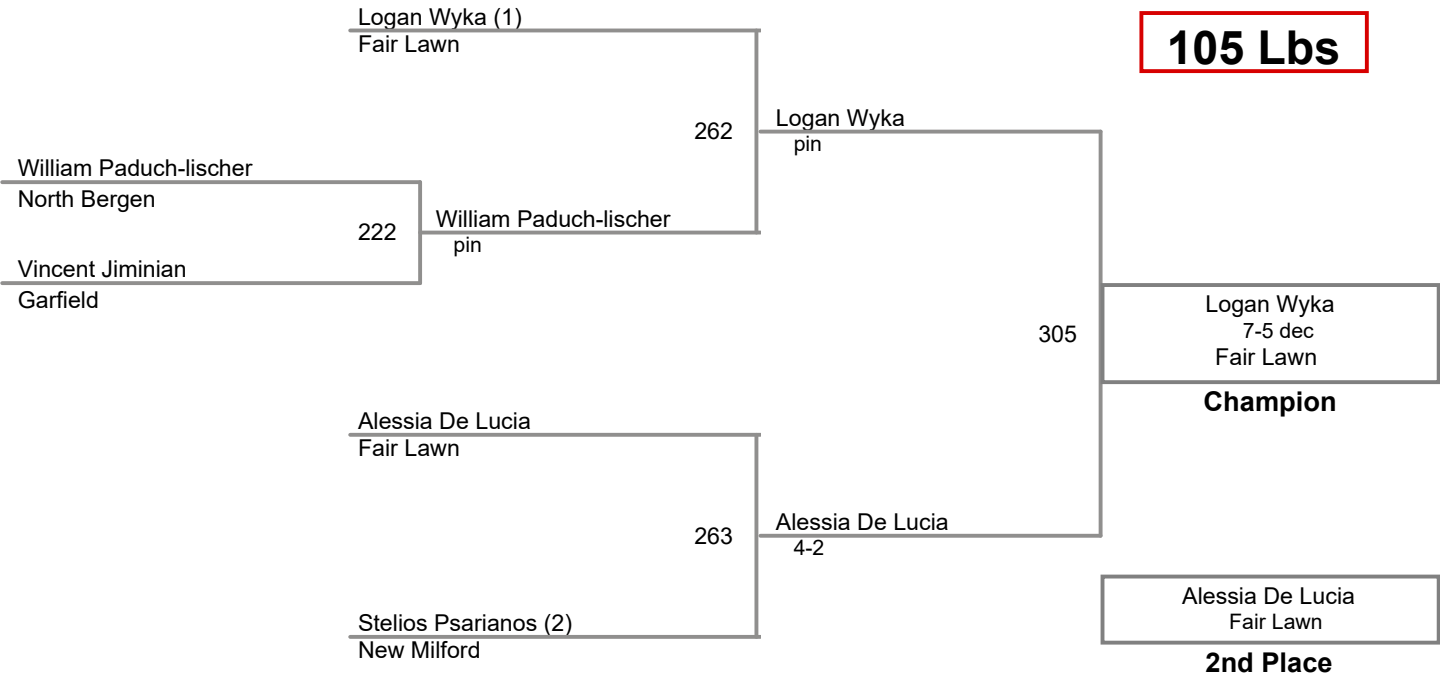 Logan Wyka (1)
Fair Lawn
105 Lbs
262
Logan Wyka
pin
William Paduch-lischer
North Bergen
222
William Paduch-lischer
pin
Vincent Jiminian
Garfield
305
Logan Wyka
7-5 dec
Fair Lawn
Champion
Alessia De Lucia
Fair Lawn
263
Alessia De Lucia
4-2
Stelios Psarianos (2)
New Milford
Alessia De Lucia
Fair Lawn
2nd Place